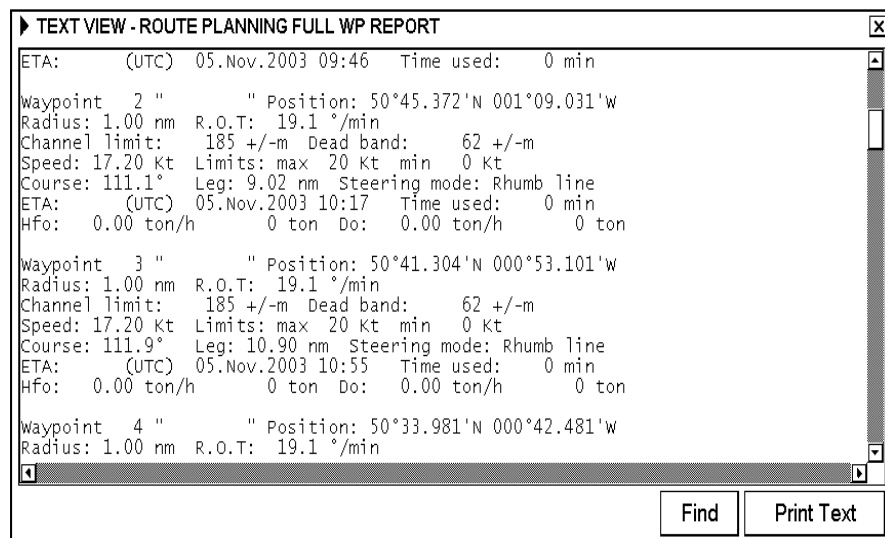 TEXT VIEW - ROUTE PLANNING FULL WP REPORT
ETA:       (UTC)  05.Nov.2003 09:46   Time used:    0 min
Waypoint   2 "        " Position: 50°45.372'N 001°09.031'W
Radius: 1.00 nm  R.O.T:  19.1 °/min
Channel limit:    185 +/-m  Dead band:     62 +/-m
Speed: 17.20 Kt  Limits: max  20 Kt  min   0 Kt
Course: 111.1°   Leg: 9.02 nm  Steering mode: Rhumb line
ETA:       (UTC)  05.Nov.2003 10:17   Time used:    0 min
Hfo:   0.00 ton/h       0 ton  Do:   0.00 ton/h       0 ton
Waypoint   3 "        " Position: 50°41.304'N 000°53.101'W
Radius: 1.00 nm  R.O.T:  19.1 °/min
Channel limit:    185 +/-m  Dead band:     62 +/-m
Speed: 17.20 Kt  Limits: max  20 Kt  min   0 Kt
Course: 111.9°   Leg: 10.90 nm  Steering mode: Rhumb line
ETA:       (UTC)  05.Nov.2003 10:55   Time used:    0 min
Hfo:   0.00 ton/h       0 ton  Do:   0.00 ton/h       0 ton
Waypoint   4 "        " Position: 50°33.981'N 000°42.481'W
Radius: 1.00 nm  R.O.T:  19.1 °/min
Find  Print Text